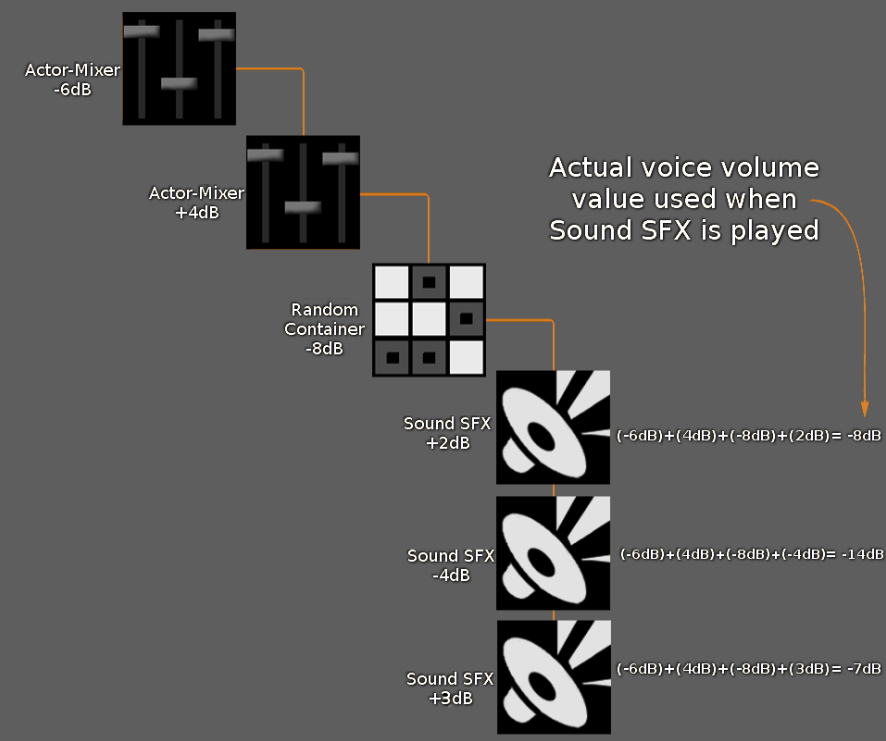 Actor-Mixer
-6dB
Actor-Mixer
+4dB
Actual voice volume
value used when
Sound SFX is played
Random
Container
-8dB
Sound SFX
+2dB
(-6dB)+(4dB)+(-8dB)+(2dB)= -8dB
Sound SFX
-4dB
(-6dB)+(4dB)+(-8dB)+(-4dB)= -14dB
Sound SFX
+3dB
(-6dB)+(4dB)+(-8dB)+(3dB)= -7dB